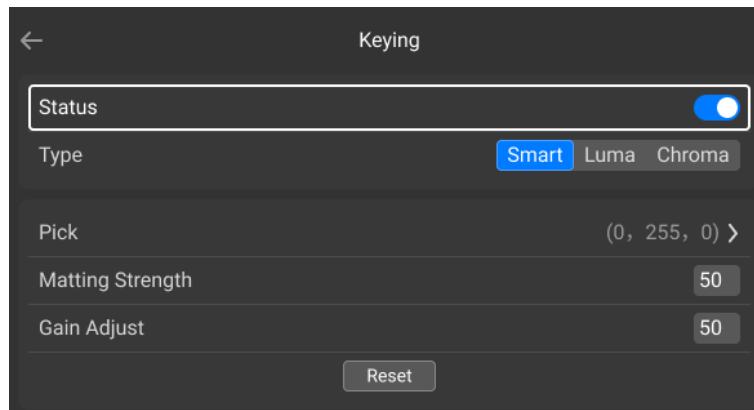 Keying
Status
Type Smart Luma Chroma
Pick (0, 255, 0)
Matting Strength 50
Gain Adjust 50
Reset